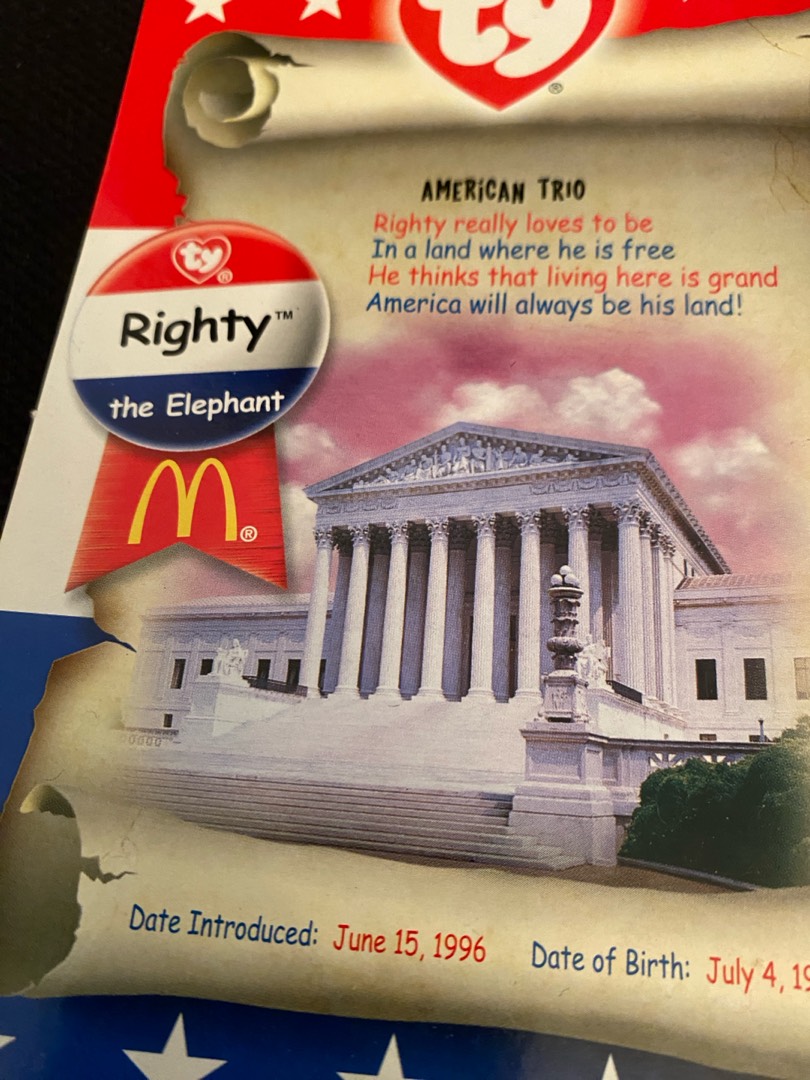 ty®
AMERiCAN TRIO
Righty really loves to be
In a land where he is free
He thinks that living here is grand
America will always be his land!
ty®
Righty™
the Elephant
M®
Date Introduced: June 15, 1996
Date of Birth: July 4, 19